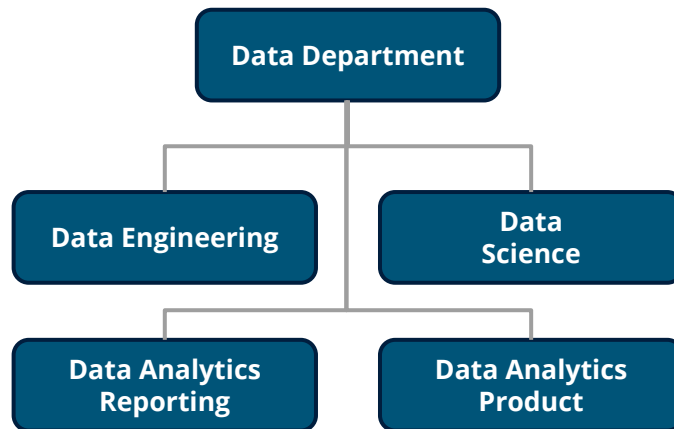 Data Department
Data Engineering
Data
Science
Data Analytics
Reporting
Data Analytics
Product